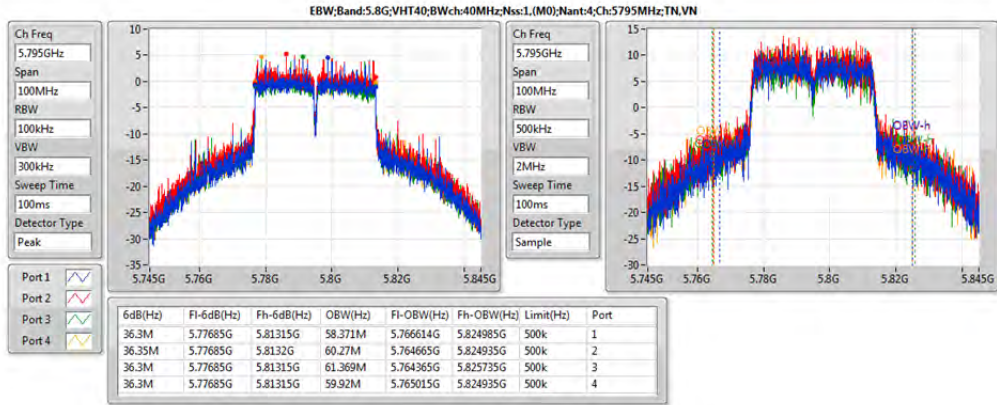 EBW;Band:5.8G;VHT40;BWch:40MHz;Nss:1,(M0);Nant:4;Ch:5795MHz;TN,VN
Ch Freq
5.795GHz
Span
100MHz
RBW
100kHz
VBW
300kHz
Sweep Time
100ms
Detector Type
Peak
10
5
0
-5
-10
-15
-20
-25
-30
-35
5.745G
5.76G
5.78G
5.8G
5.82G
5.845G
Ch Freq
5.795GHz
Span
100MHz
RBW
500kHz
VBW
2MHz
Sweep Time
100ms
Detector Type
Sample
15
10
5
0
-5
-10
-15
-20
-25
-30
OBW-h
5.745G
5.76G
5.78G
5.8G
5.82G
5.845G
Port 1
Port 2
Port 3
Port 4
6dB(Hz) Fl-6dB(Hz) Fh-6dB(Hz) OBW(Hz) Fl-OBW(Hz) Fh-OBW(Hz) Limit(Hz) Port
36.3M 5.77685G 5.81315G 58.371M 5.766614G 5.824985G 500k 1
36.35M 5.77685G 5.8132G 60.27M 5.764665G 5.824935G 500k 2
36.3M 5.77685G 5.81315G 61.369M 5.764365G 5.825735G 500k 3
36.3M 5.77685G 5.81315G 59.92M 5.765015G 5.824935G 500k 4